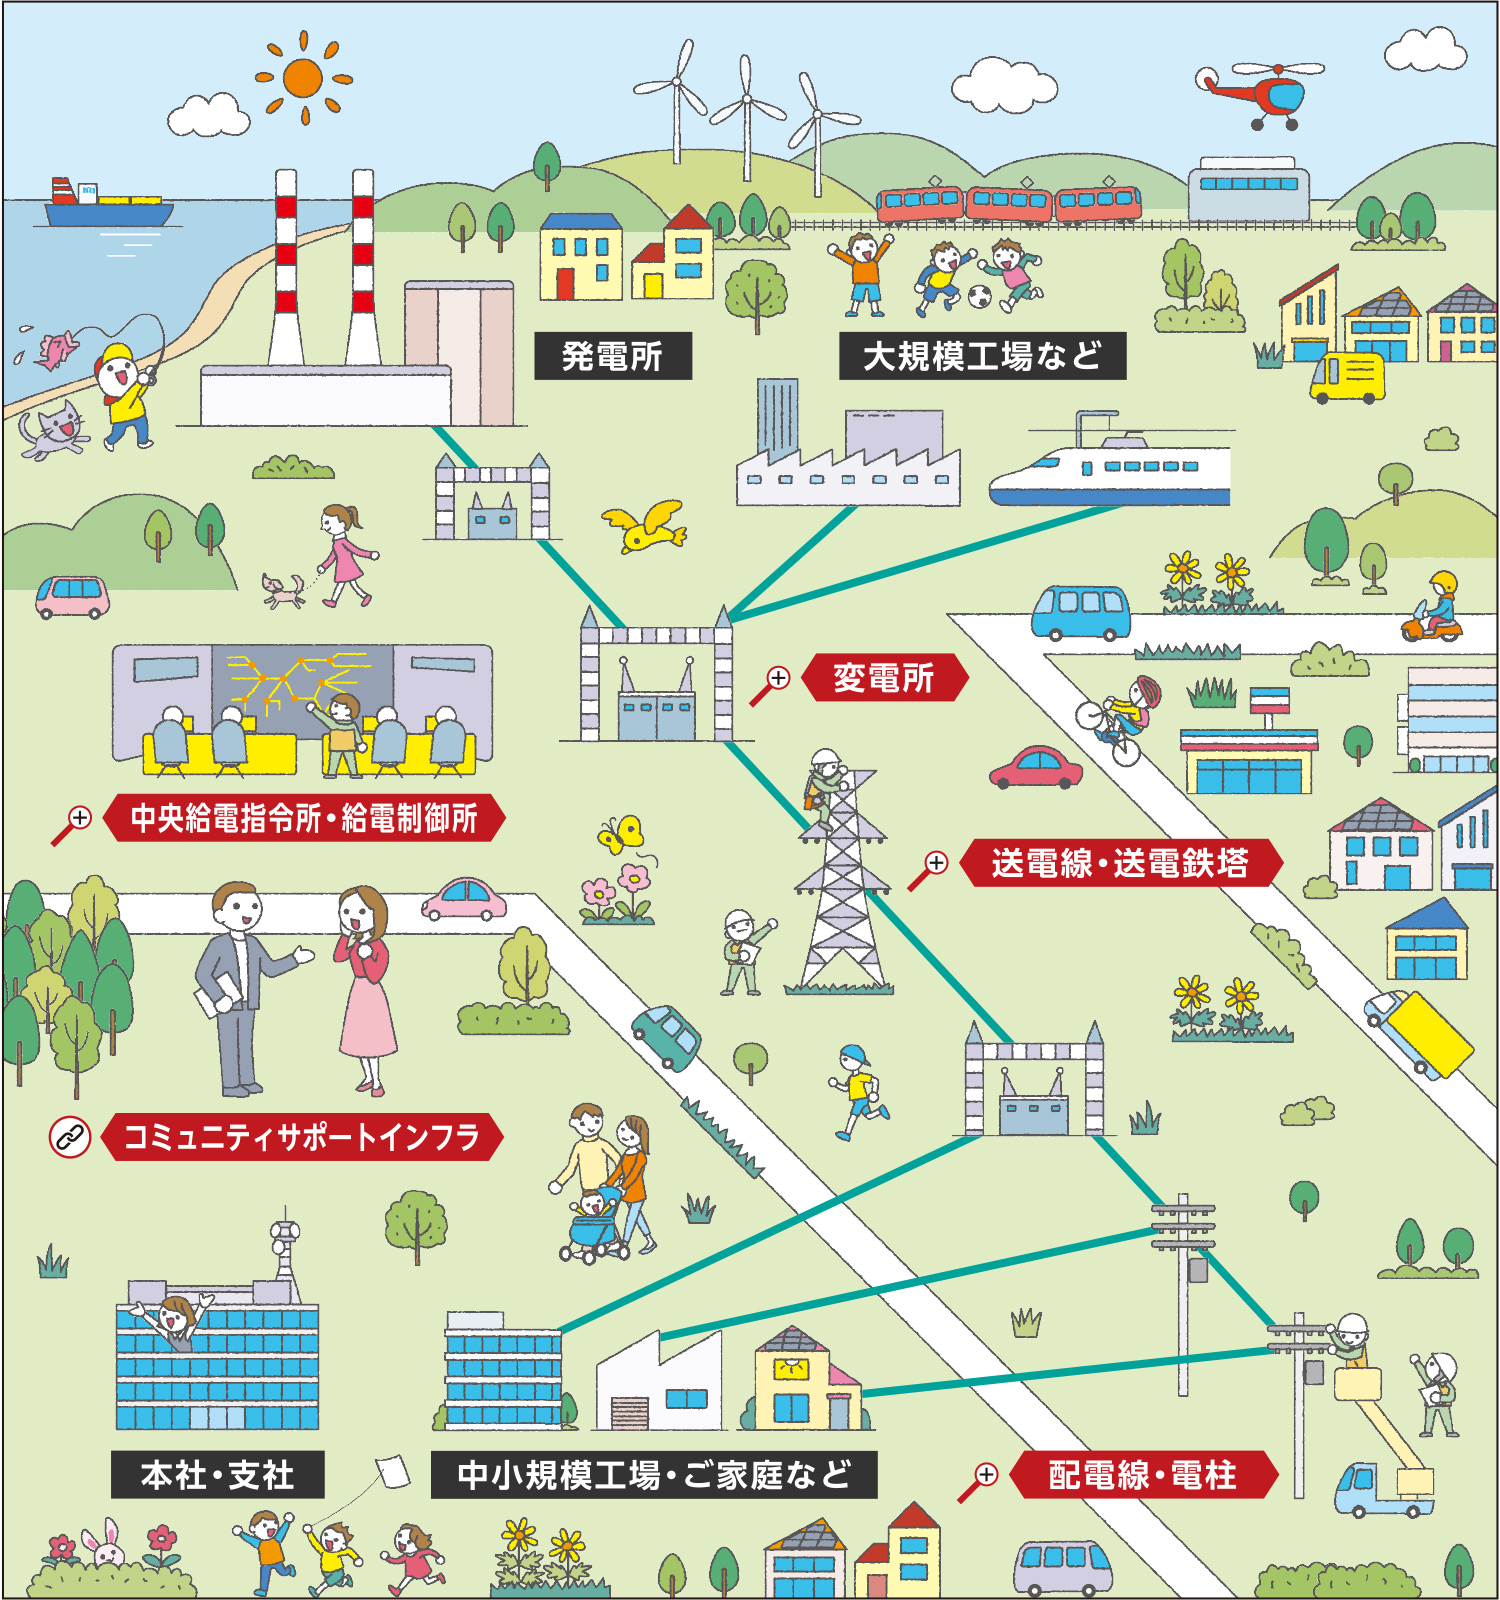 発電所
大規模工場など
変電所
中央給電指令所・給電制御所
送電線・送電鉄塔
コミュニティサポートインフラ
本社・支社
中小規模工場・ご家庭など
配電線・電柱